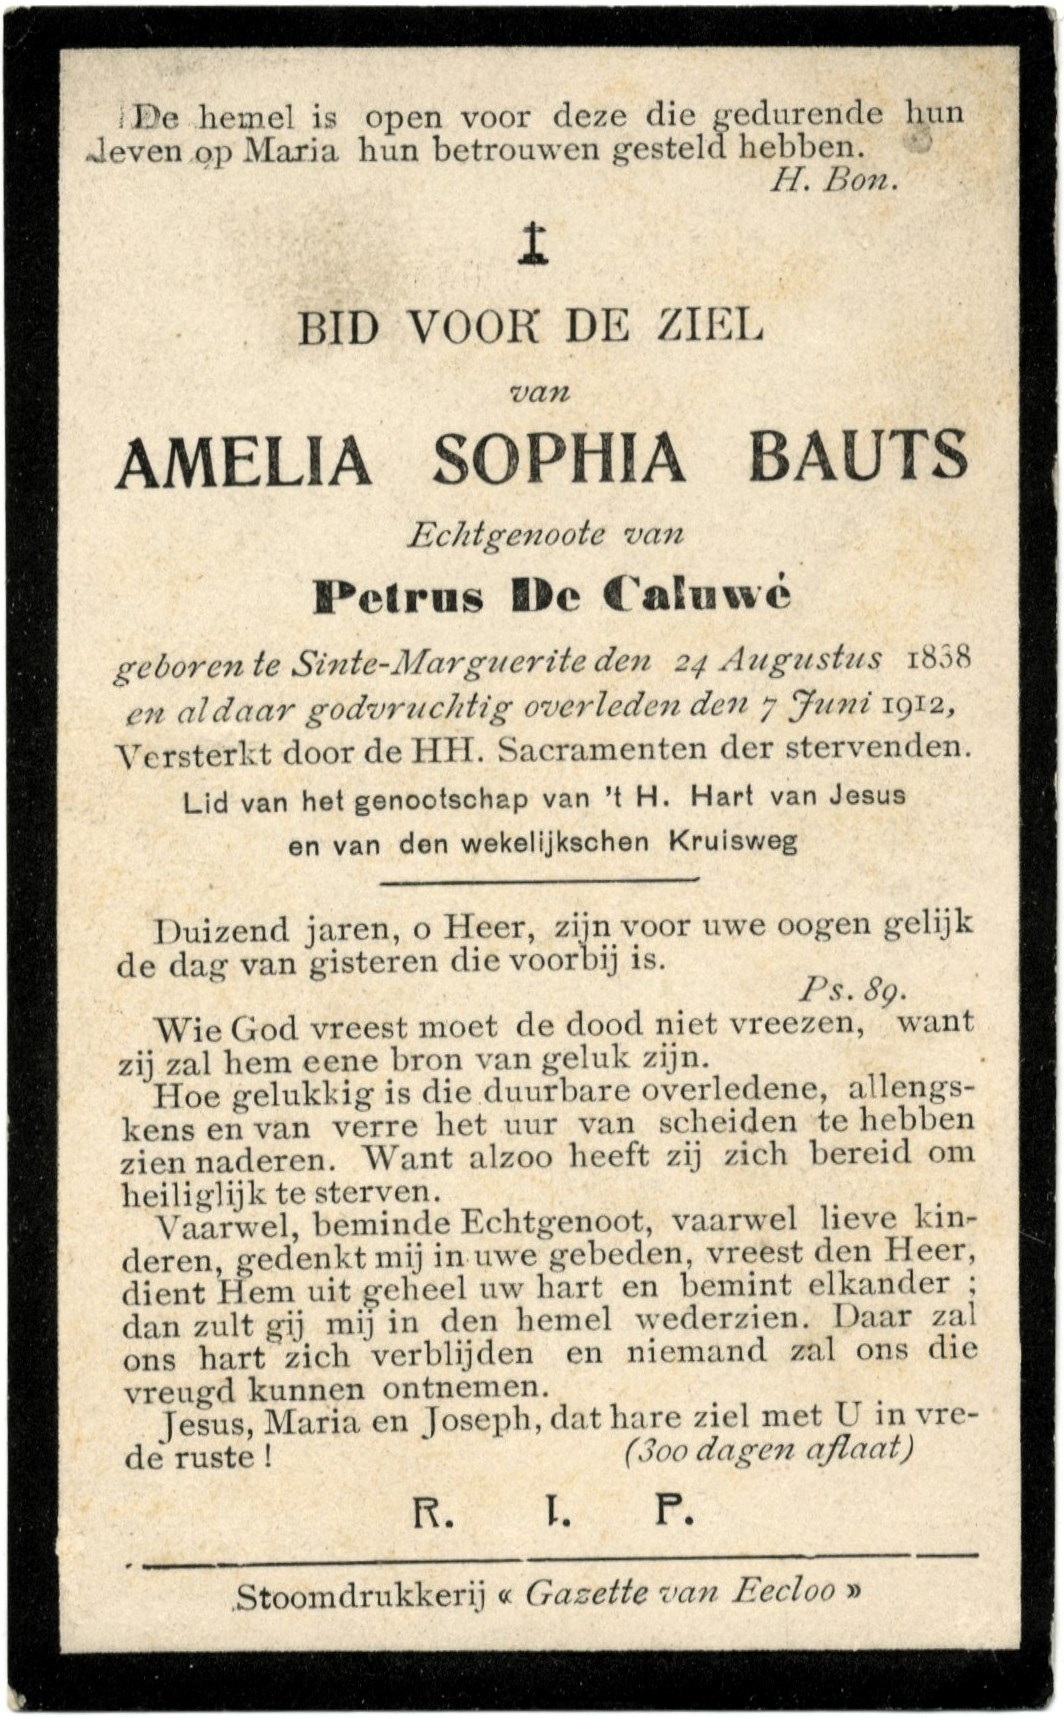 De hemel is open voor deze die gedurende hun
leven op Maria hun betrouwen gesteld hebben.
H. Bon.
BID VOOR DE ZIEL
van
AMELIA SOPHIA BAUTS
Echtgenoote van
Petrus De Caluwé
geboren te Sinte-Marguerite den 24 Augustus 1838
en aldaar godvruchtig overleden den 7 Juni 1912,
Versterkt door de HH. Sacramenten der stervenden.
Lid van het genootschap van 't H. Hart van Jesus
en van den wekelijkschen Kruisweg
Duizend jaren, o Heer, zijn voor uwe oogen gelijk
de dag van gisteren die voorbij is.
Ps. 89.
Wie God vreest moet de dood niet vreezen, want
zij zal hem eene bron van geluk zijn.
Hoe gelukkig is die duurbare overledene, allengs-
kens en van verre het uur van scheiden te hebben
zien naderen. Want alzoo heeft zij zich bereid om
heiliglijk te sterven.
Vaarwel, beminde Echtgenoot, vaarwel lieve kin-
deren, gedenkt mij in uwe gebeden, vreest den Heer,
dient Hem uit geheel uw hart en bemint elkander ;
dan zult gij mij in den hemel wederzien. Daar zal
ons hart zich verblijden en niemand zal ons die
vreugd kunnen ontnemen.
Jesus, Maria en Joseph, dat hare ziel met U in vre-
de ruste ! (300 dagen aflaat)
R. I. P.
Stoomdrukkerij « Gazette van Eecloo »